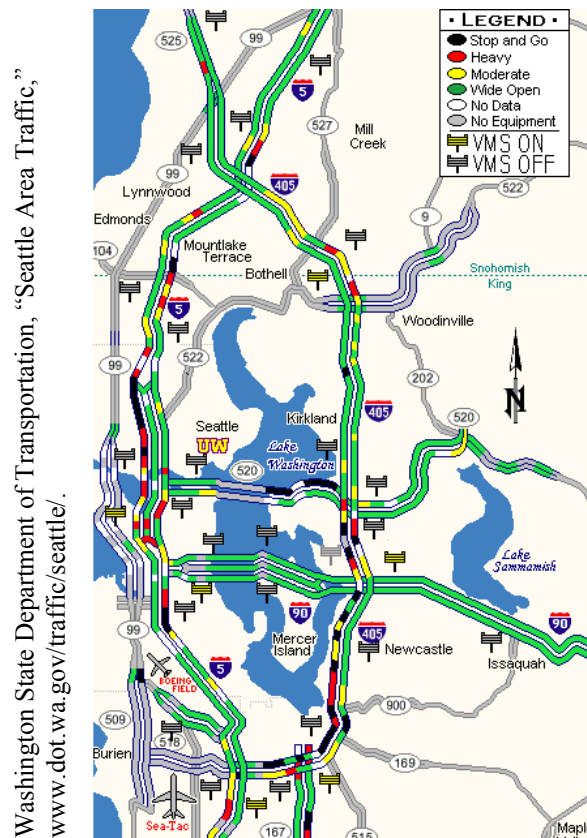 Washington State Department of Transportation, “Seattle Area Traffic,”
www.dot.wa.gov/traffic/seattle/.
· LEGEND ·
Stop and Go
Heavy
Moderate
Wide Open
No Data
No Equipment
VMS ON
VMS OFF
99
525
5
527
Mill
Creek
99
405
522
Lynnwood
Edmonds
9
104
Mountlake
Terrace
Bothell
Snohomish
King
5
Woodinville
522
99
202
N
405
Seattle
UW
Kirkland
520
Lake
Washington
520
Lake
Sammamish
90
90
99
Mercer
Island
405
Newcastle
Issaquah
5
BOEING
FIELD
900
509
518
Burien
169
Sea-Tac
167
515
Mapl